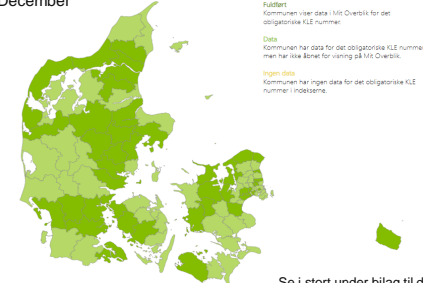 December
Fuldført
Kommunen viser data i Mit Overblik for det
obligatoriske KLE nummer.
Data
Kommunen har data for det obligatoriske KLE nummer
men har ikke åbnet for visning på Mit Overblik.
Ingen data
Kommunen har ingen data for det obligatoriske KLE
nummer i indekserne.
Se i stort under bilag til d